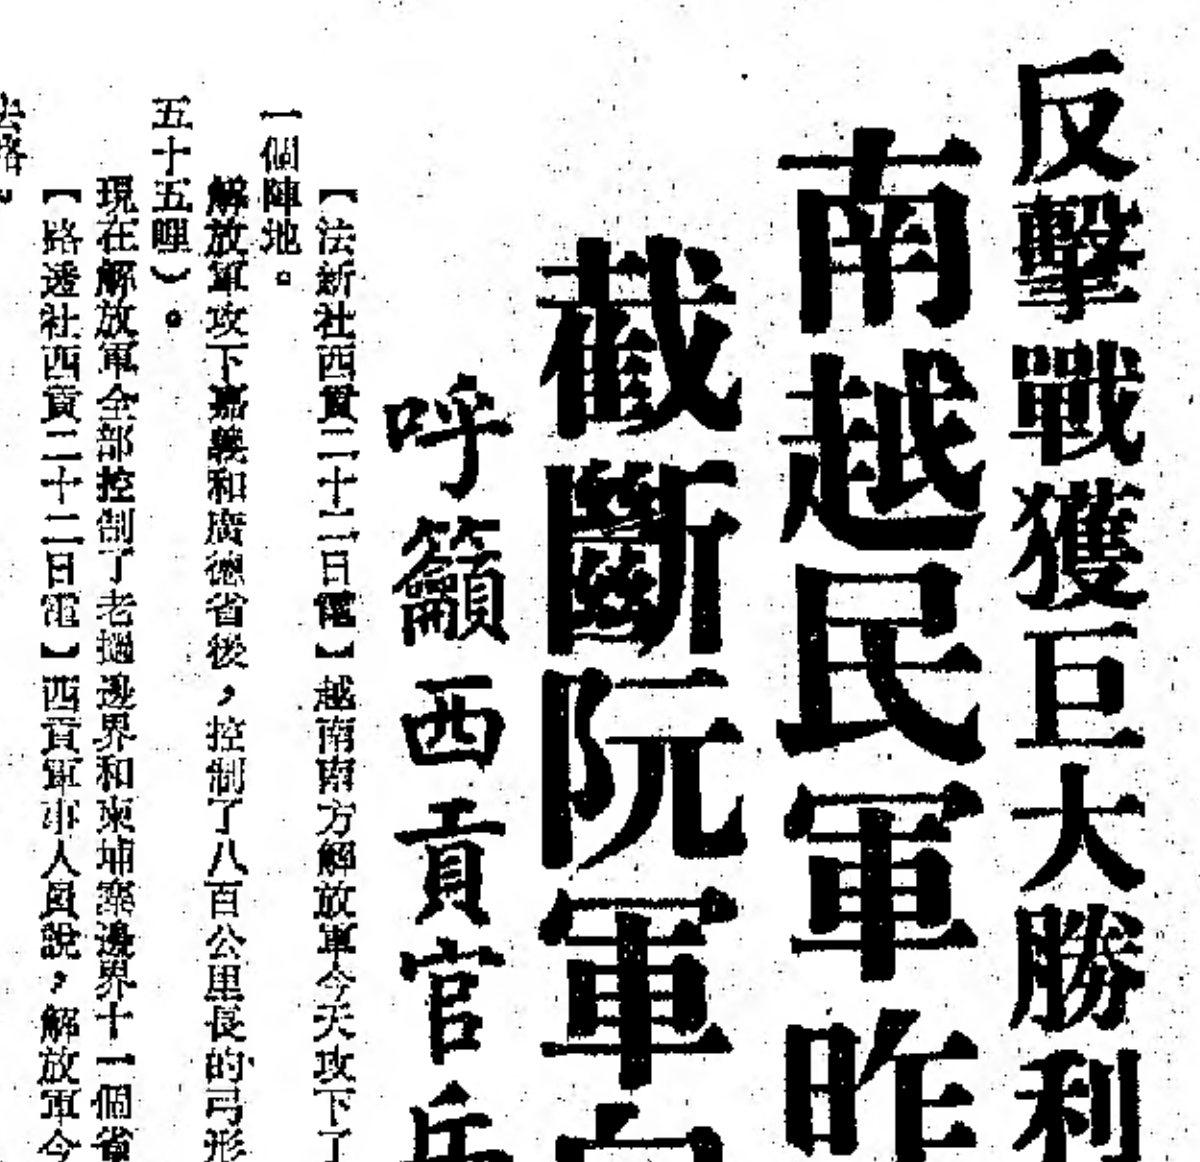 反擊戰獲巨大勝利
南越民軍昨
截斷阮軍
呼籲西貢官兵
【法新社西貢二十二日電】越南南方解放軍今天攻下了
一個陣地。
解放軍攻下嘉義和廣德省後，控制了八百公里長的弓形
五十五哩）。
現在解放軍全部控制了老撾邊界和柬埔寨邊界十一個省
【路透社西貢二十二日電】西貢軍事人員說，解放軍今
去路。